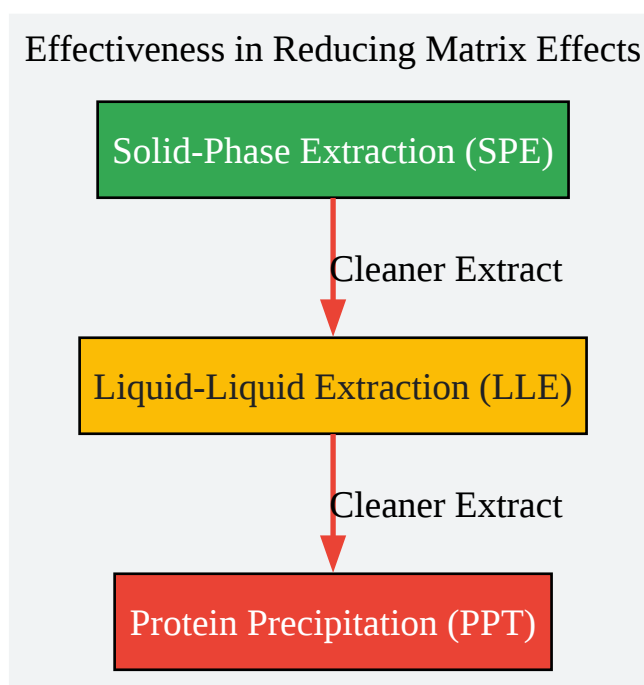 Effectiveness in Reducing Matrix Effects
Solid-Phase Extraction (SPE)
Cleaner Extract
Liquid-Liquid Extraction (LLE)
Cleaner Extract
Protein Precipitation (PPT)